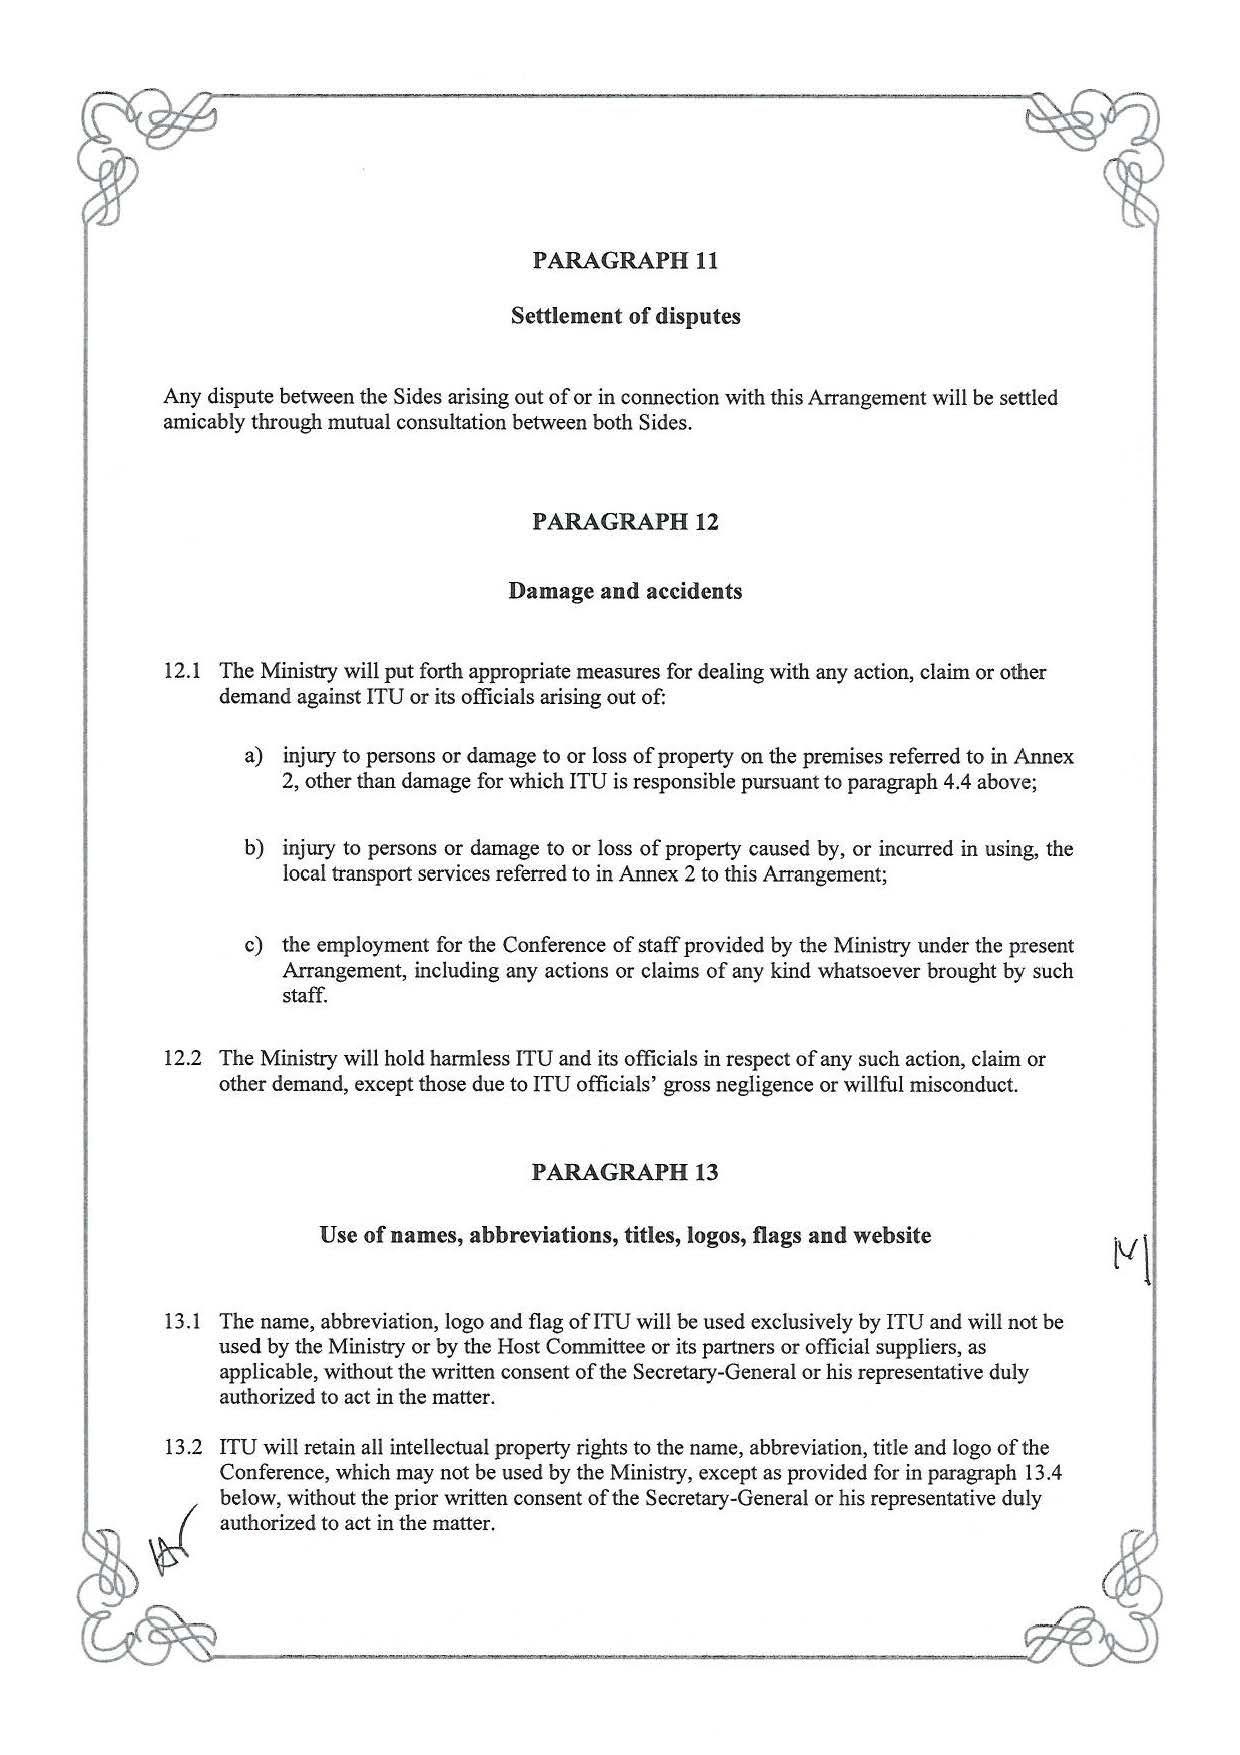 PARAGRAPH 11
Settlement of disputes
Any dispute between the Sides arising out of or in connection with this Arrangement will be settled
amicably through mutual consultation between both Sides.
PARAGRAPH 12
Damage and accidents
12.1 The Ministry will put forth appropriate measures for dealing with any action, claim or other
demand against ITU or its officials arising out of:
a) injury to persons or damage to or loss of property on the premises referred to in Annex
2, other than damage for which ITU is responsible pursuant to paragraph 4.4 above;
b) injury to persons or damage to or loss of property caused by, or incurred in using, the
local transport services referred to in Annex 2 to this Arrangement;
c) the employment for the Conference of staff provided by the Ministry under the present
Arrangement, including any actions or claims of any kind whatsoever brought by such
staff.
12.2 The Ministry will hold harmless ITU and its officials in respect of any such action, claim or
other demand, except those due to ITU officials’ gross negligence or willful misconduct.
PARAGRAPH 13
Use of names, abbreviations, titles, logos, flags and website
13.1 The name, abbreviation, logo and flag of ITU will be used exclusively by ITU and will not be
used by the Ministry or by the Host Committee or its partners or official suppliers, as
applicable, without the written consent of the Secretary-General or his representative duly
authorized to act in the matter.
13.2 ITU will retain all intellectual property rights to the name, abbreviation, title and logo of the
Conference, which may not be used by the Ministry, except as provided for in paragraph 13.4
below, without the prior written consent of the Secretary-General or his representative duly
authorized to act in the matter.